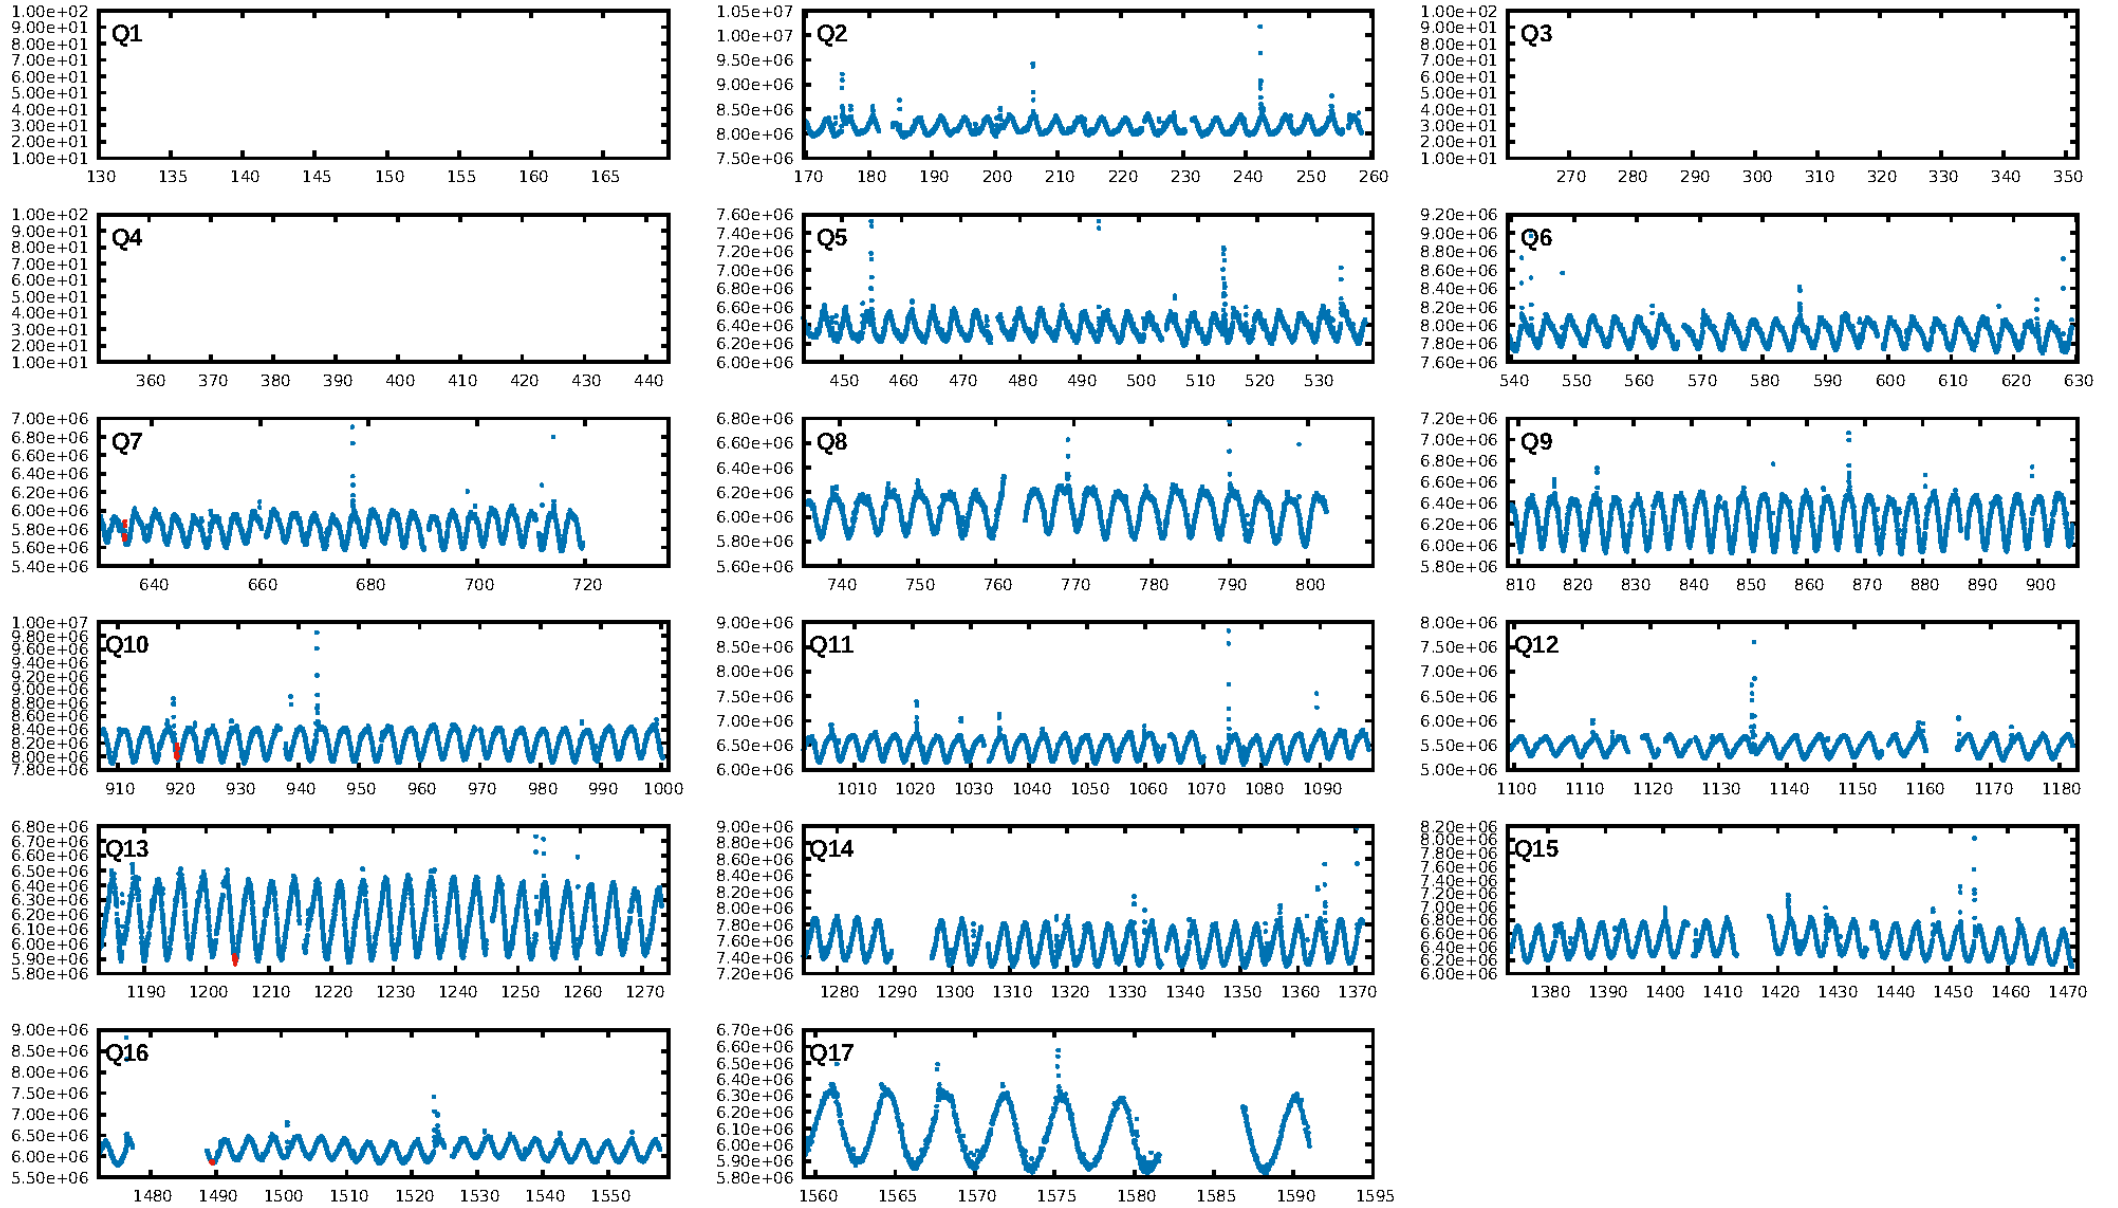 Q1
1.00e+02
9.00e+01
8.00e+01
7.00e+01
6.00e+01
5.00e+01
4.00e+01
3.00e+01
2.00e+01
1.00e+01
130 135 140 145 150 155 160 165
Q2
1.05e+07
1.00e+07
9.50e+06
9.00e+06
8.50e+06
8.00e+06
7.50e+06
170 180 190 200 210 220 230 240 250 260
Q3
1.00e+02
9.00e+01
8.00e+01
7.00e+01
6.00e+01
5.00e+01
4.00e+01
3.00e+01
2.00e+01
1.00e+01
270 280 290 300 310 320 330 340 350
Q4
1.00e+02
9.00e+01
8.00e+01
7.00e+01
6.00e+01
5.00e+01
4.00e+01
3.00e+01
2.00e+01
1.00e+01
360 370 380 390 400 410 420 430 440
Q5
7.60e+06
7.40e+06
7.20e+06
7.00e+06
6.80e+06
6.60e+06
6.40e+06
6.20e+06
6.00e+06
450 460 470 480 490 500 510 520 530
Q6
9.20e+06
9.00e+06
8.80e+06
8.60e+06
8.40e+06
8.20e+06
8.00e+06
7.80e+06
7.60e+06
540 550 560 570 580 590 600 610 620 630
Q7
7.00e+06
6.80e+06
6.60e+06
6.40e+06
6.20e+06
6.00e+06
5.80e+06
5.60e+06
5.40e+06
640 660 680 700 720
Q8
6.80e+06
6.60e+06
6.40e+06
6.20e+06
6.00e+06
5.80e+06
5.60e+06
740 750 760 770 780 790 800
Q9
7.20e+06
7.00e+06
6.80e+06
6.60e+06
6.40e+06
6.20e+06
6.00e+06
5.80e+06
810 820 830 840 850 860 870 880 890 900
Q10
1.00e+07
9.80e+06
9.60e+06
9.40e+06
9.20e+06
9.00e+06
8.80e+06
8.60e+06
8.40e+06
8.20e+06
8.00e+06
7.80e+06
910 920 930 940 950 960 970 980 990 1000
Q11
9.00e+06
8.50e+06
8.00e+06
7.50e+06
7.00e+06
6.50e+06
6.00e+06
1010 1020 1030 1040 1050 1060 1070 1080 1090
Q12
8.00e+06
7.50e+06
7.00e+06
6.50e+06
6.00e+06
5.50e+06
5.00e+06
1100 1110 1120 1130 1140 1150 1160 1170 1180
Q13
6.80e+06
6.70e+06
6.60e+06
6.50e+06
6.40e+06
6.30e+06
6.20e+06
6.10e+06
6.00e+06
5.90e+06
5.80e+06
1190 1200 1210 1220 1230 1240 1250 1260 1270
Q14
9.00e+06
8.80e+06
8.60e+06
8.40e+06
8.20e+06
8.00e+06
7.80e+06
7.60e+06
7.40e+06
7.20e+06
1280 1290 1300 1310 1320 1330 1340 1350 1360 1370
Q15
8.20e+06
8.00e+06
7.80e+06
7.60e+06
7.40e+06
7.20e+06
7.00e+06
6.80e+06
6.60e+06
6.40e+06
6.20e+06
6.00e+06
1380 1390 1400 1410 1420 1430 1440 1450 1460 1470
Q16
9.00e+06
8.50e+06
8.00e+06
7.50e+06
7.00e+06
6.50e+06
6.00e+06
5.50e+06
1480 1490 1500 1510 1520 1530 1540 1550
Q17
6.70e+06
6.60e+06
6.50e+06
6.40e+06
6.30e+06
6.20e+06
6.10e+06
6.00e+06
5.90e+06
5.80e+06
1560 1565 1570 1575 1580 1585 1590 1595